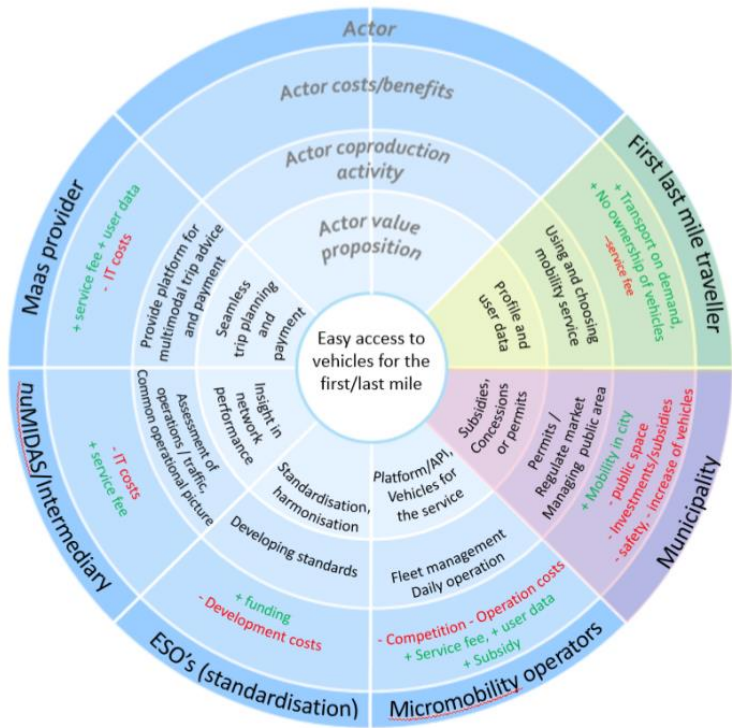 Actor
Actor costs/benefits
Actor coproduction
activity
Actor value
proposition
Easy access to
vehicles for the
first/last mile
First last mile traveller
+ Transport on demand,
+ No ownership of vehicles
–service fee
Using and choosing
mobility service
Profile and
user data
Municipality
+ Mobility in city
- public space
- Investments/subsidies
- safety, - increase of vehicles
Permits /
Regulate market
Managing public area
Subsidies,
Concessions
or permits
Micromobility operators
- Competition - Operation costs
+ Service fee, + user data
+ Subsidy
Fleet management
Daily operation
Platform/API,
Vehicles for
the service
ESO's (standardisation)
+ funding
- Development costs
Developing standards
Standardisation,
harmonisation
nuMIDAS/Intermediary
- IT costs
+ service fee
Assessment of
operations / traffic,
Common operational picture
Insight in
network
performance
Maas provider
+ service fee + user data
- IT costs
Provide platform for
multimodal trip advice
and payment
Seamless
trip planning
and
payment